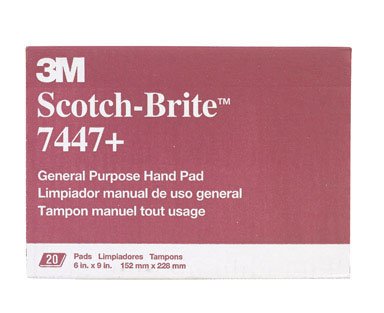 3M
Scotch-Brite™
7447+
General Purpose Hand Pad
Limpiador manual de uso general
Tampon manuel tout usage
20 Pads Limpiadores Tampons
6 in. x 9 in. 152 mm x 228 mm